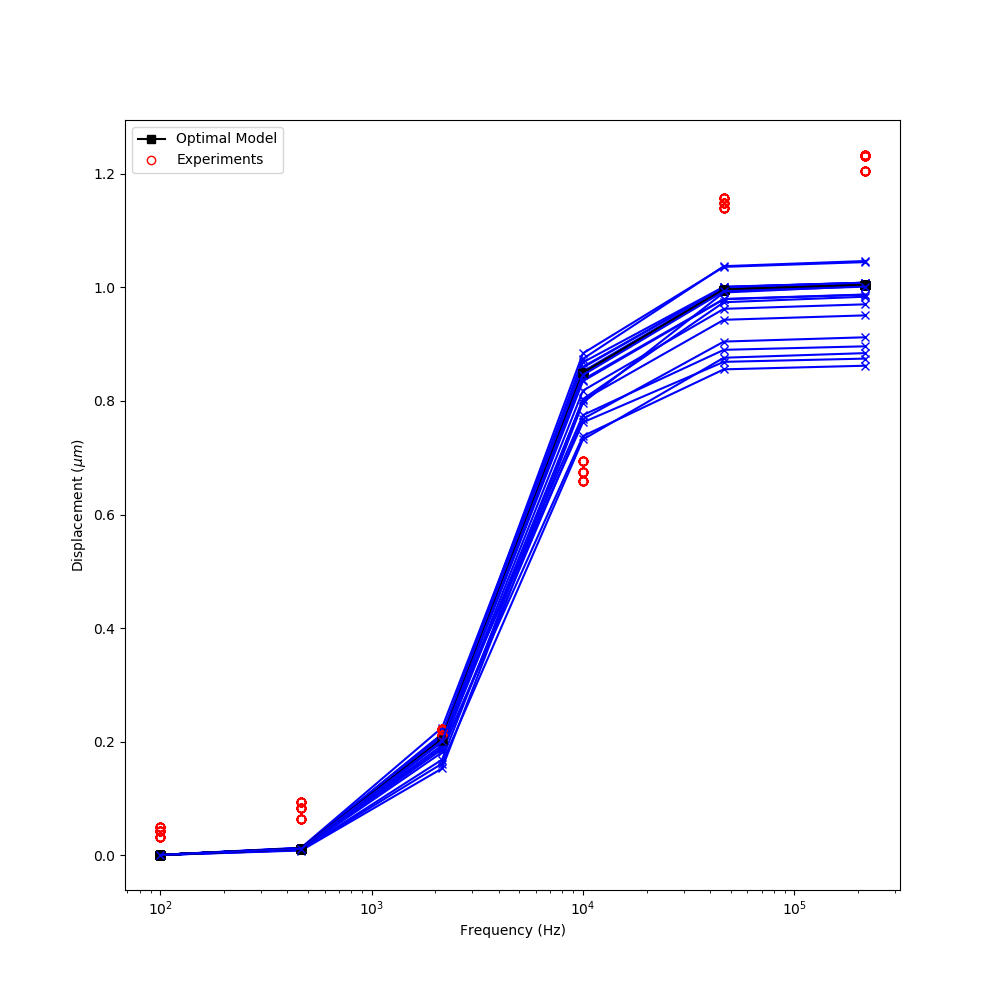 Optimal Model
Experiments
1.2
1.0
0.8
0.6
0.4
0.2
0.0
Displacement (μm)
10²
10³
10⁴
10⁵
Frequency (Hz)